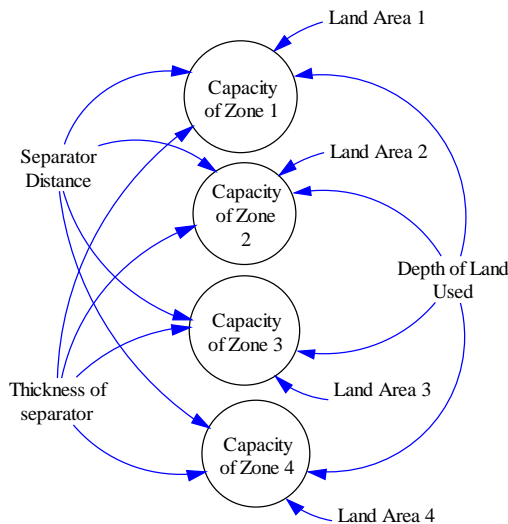 Land Area 1
Capacity
of Zone 1
Separator
Distance
Land Area 2
Capacity
of Zone
2
Depth of Land
Used
Capacity
of Zone 3
Thickness of
separator
Land Area 3
Capacity
of Zone 4
Land Area 4